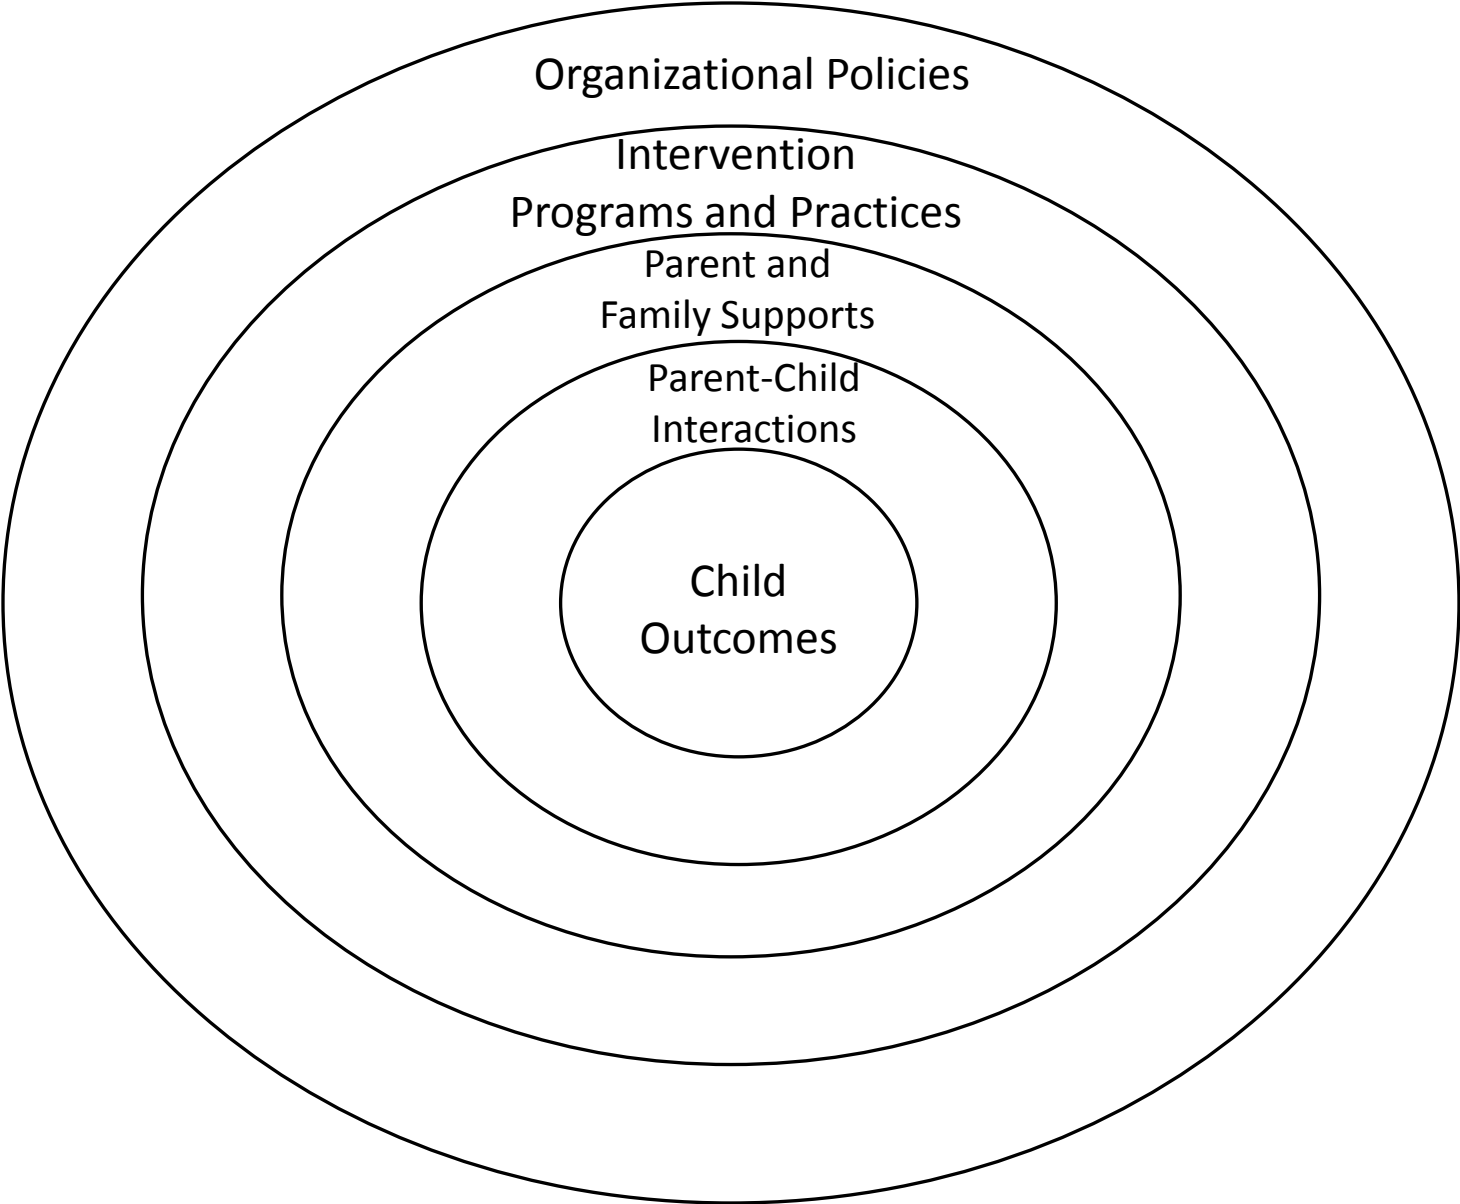 Organizational Policies
Intervention
Programs and Practices
Parent and
Family Supports
Parent-Child
Interactions
Child
Outcomes